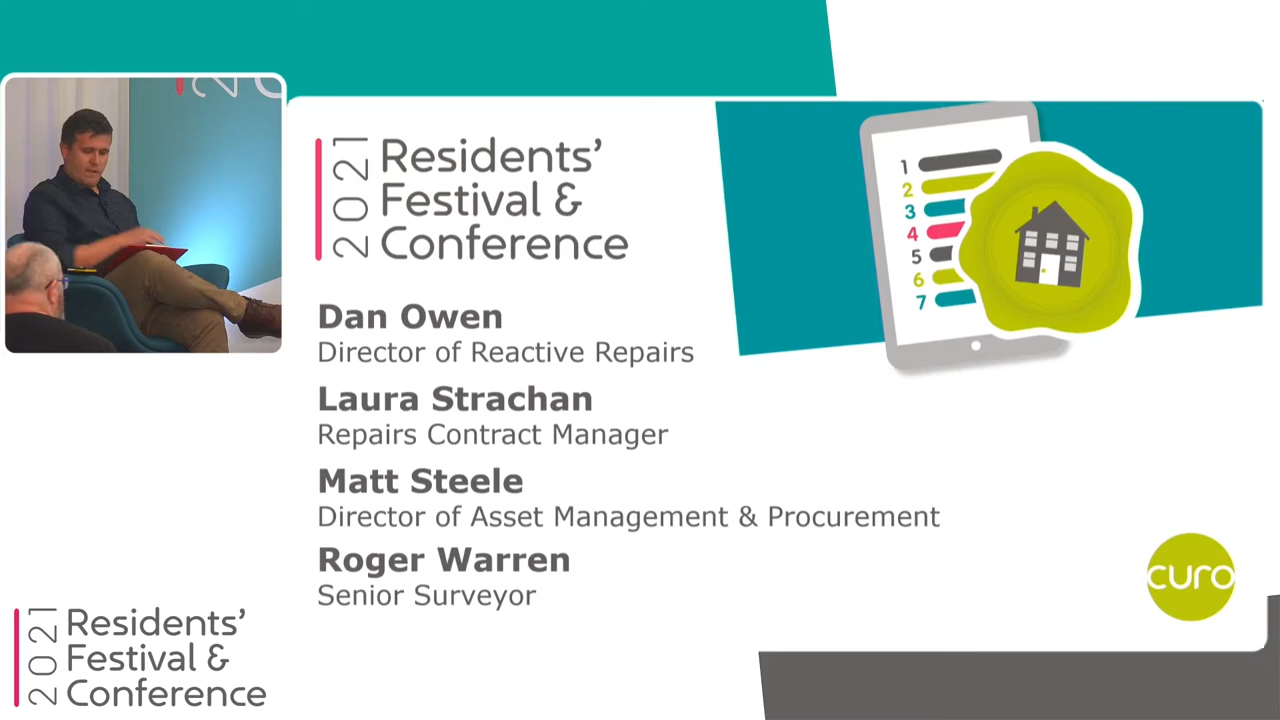 2021
Residents'
Festival &
Conference
1
2
3
4
5
6
7
Dan Owen
Director of Reactive Repairs
Laura Strachan
Repairs Contract Manager
Matt Steele
Director of Asset Management & Procurement
Roger Warren
Senior Surveyor
curo
2021
Residents'
Festival &
Conference